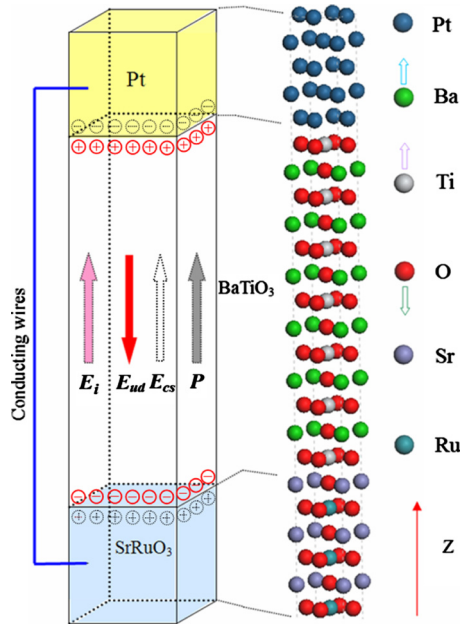 Pt
Conducting wires
E_i
E_ud
E_cs
P
BaTiO₃
SrRuO₃
Pt
Ba
Ti
O
Sr
Ru
Z